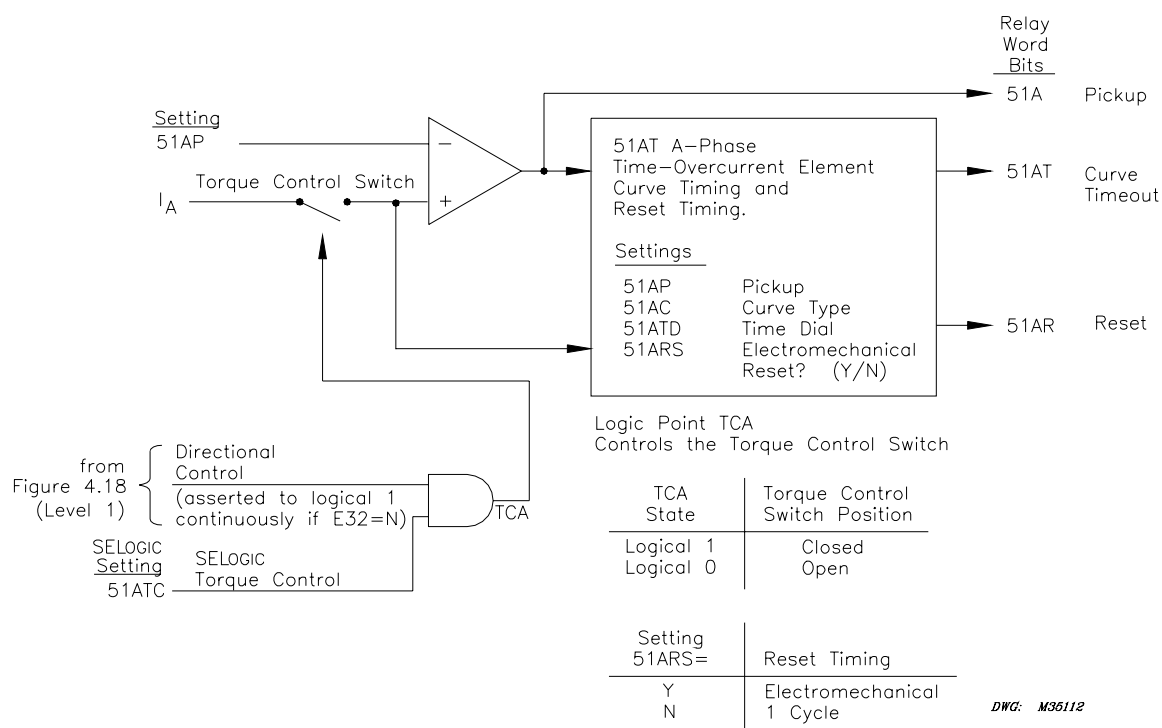 Relay
Word
Bits
51A Pickup
Setting
51AP
−
Torque Control Switch
IA
+
51AT A-Phase
Time-Overcurrent Element
Curve Timing and
Reset Timing.
Settings
51AP Pickup
51AC Curve Type
51ATD Time Dial
51ARS Electromechanical
Reset? (Y/N)
51AT Curve
Timeout
51AR Reset
Logic Point TCA
Controls the Torque Control Switch
from
Figure 4.18
(Level 1)
Directional
Control
(asserted to logical 1
continuously if E32=N)
TCA
SELOGIC
Setting
51ATC
SELOGIC
Torque Control
TCA
State
Torque Control
Switch Position
Logical 1 Closed
Logical 0 Open
Setting
51ARS= Reset Timing
Y Electromechanical
N 1 Cycle
DWG: M36112